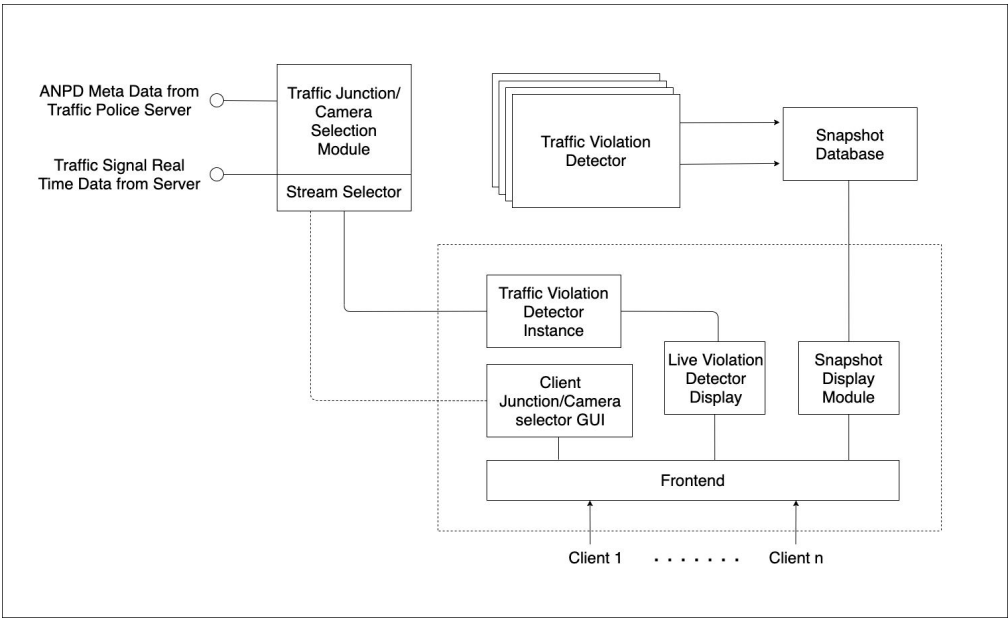 ANPD Meta Data from
Traffic Police Server
Traffic Signal Real
Time Data from Server
Traffic Junction/
Camera
Selection
Module
Stream Selector
Traffic Violation
Detector
Snapshot
Database
Traffic Violation
Detector
Instance
Live Violation
Detector
Display
Snapshot
Display
Module
Client
Junction/Camera
selector GUI
Frontend
Client 1 . . . . . . . Client n